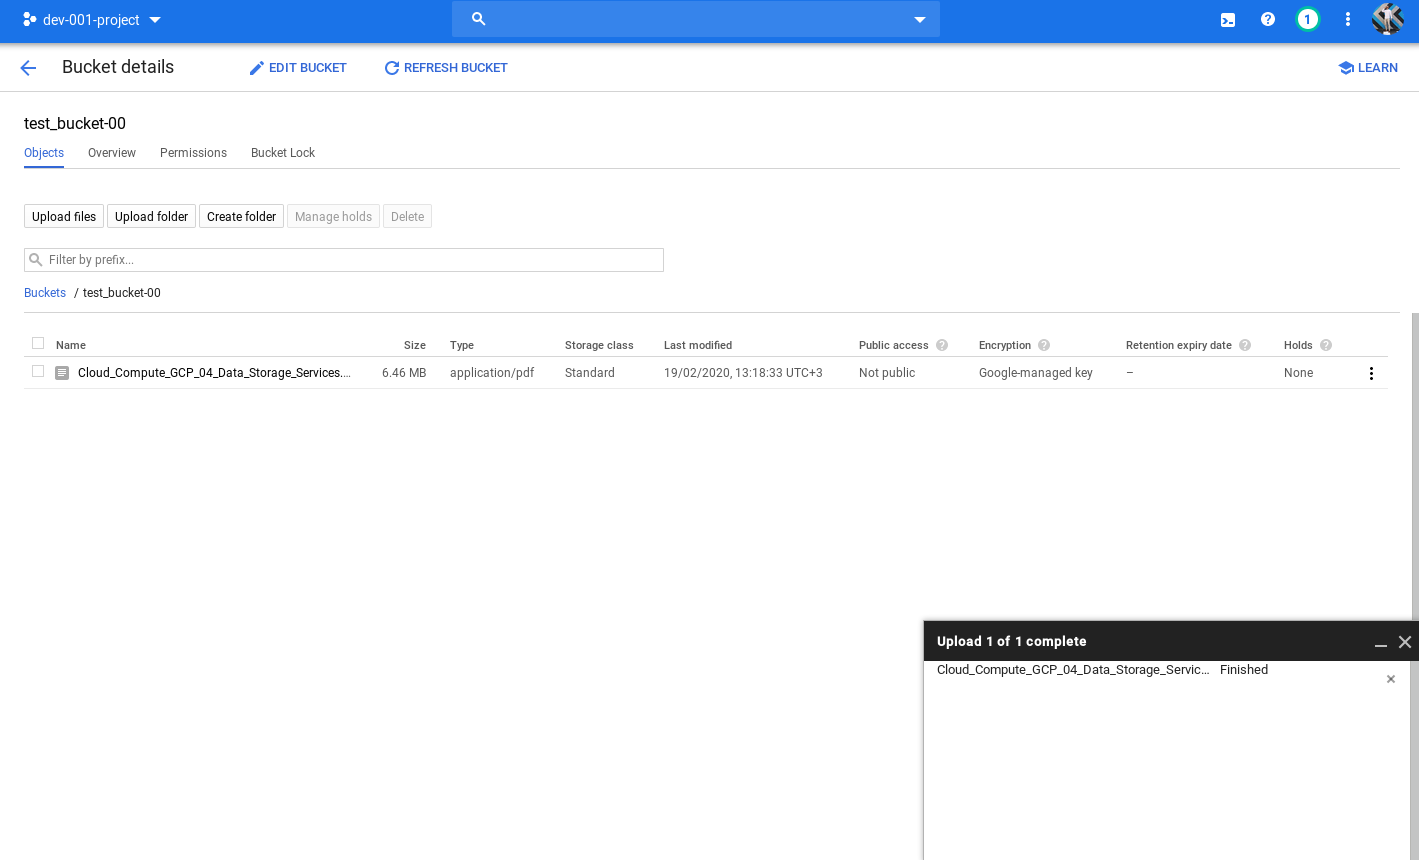 dev-001-project
1
Bucket details EDIT BUCKET REFRESH BUCKET LEARN
test_bucket-00
Objects Overview Permissions Bucket Lock
Upload files Upload folder Create folder Manage holds Delete
Filter by prefix...
Buckets / test_bucket-00
Name Size Type Storage class Last modified Public access Encryption Retention expiry date Holds
Cloud_Compute_GCP_04_Data_Storage_Services.... 6.46 MB application/pdf Standard 19/02/2020, 13:18:33 UTC+3 Not public Google-managed key – None
Upload 1 of 1 complete
Cloud_Compute_GCP_04_Data_Storage_Servic... Finished